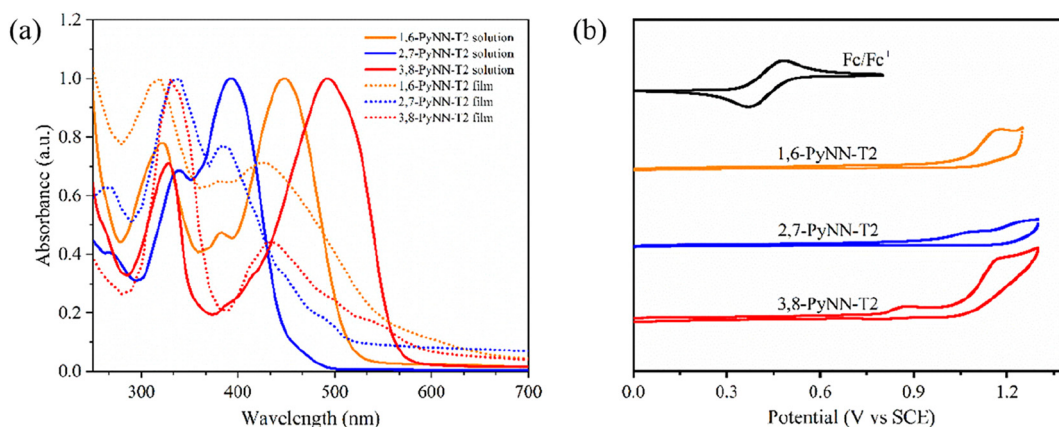 (a)
1.2
1.0
0.8
0.6
0.4
0.2
0.0
Absorbance (a.u.)
1,6-PyNN-T2 solution
2,7-PyNN-T2 solution
3,8-PyNN-T2 solution
1,6-PyNN-T2 film
2,7-PyNN-T2 film
3,8-PyNN-T2 film
300 400 500 600 700
Wavelength (nm)
(b)
Fc/Fc⁺
1,6-PyNN-T2
2,7-PyNN-T2
3,8-PyNN-T2
0.0 0.3 0.6 0.9 1.2
Potential (V vs SCE)